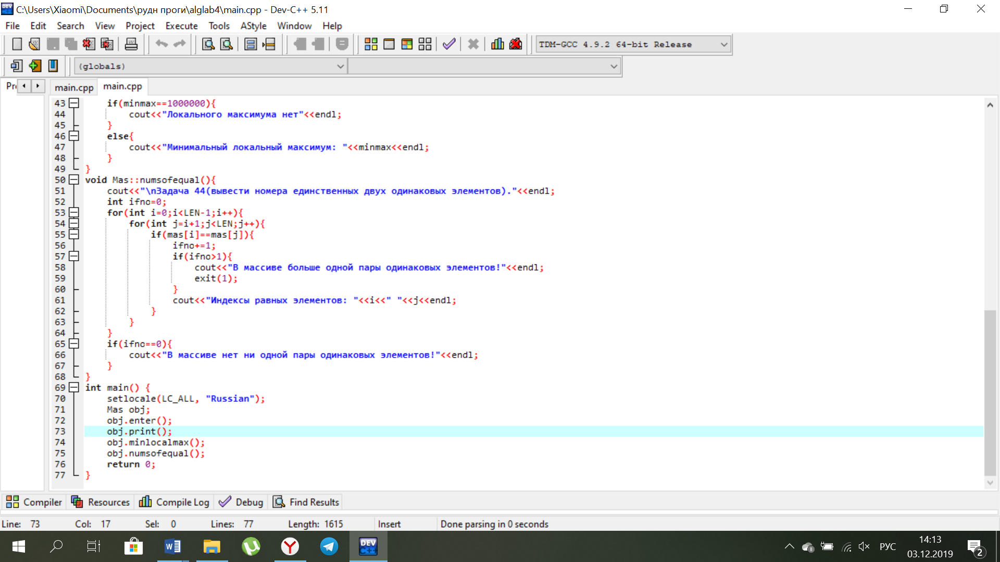 C:\Users\Xiaomi\Documents\рудн проги\alglab4\main.cpp - Dev-C++ 5.11
File Edit Search View Project Execute Tools AStyle Window Help
TDM-GCC 4.9.2 64-bit Release
(globals)
main.cpp main.cpp
43 if(minmax==1000000){
44 cout<<"Локального максимума нет"<<endl;
45 }
46 else{
47 cout<<"Минимальный локальный максимум: "<<minmax<<endl;
48 }
49 }
50 void Mas::numsofequal(){
51 cout<<"\nЗадача 44(вывести номера единственных двух одинаковых элементов)."<<endl;
52 int ifno=0;
53 for(int i=0;i<LEN-1;i++){
54 for(int j=i+1;j<LEN;j++){
55 if(mas[i]==mas[j]){
56 ifno+=1;
57 if(ifno>1){
58 cout<<"В массиве больше одной пары одинаковых элементов!"<<endl;
59 exit(1);
60 }
61 cout<<"Индексы равных элементов: "<<i<<" "<<j<<endl;
62 }
63 }
64 }
65 if(ifno==0){
66 cout<<"В массиве нет ни одной пары одинаковых элементов!"<<endl;
67 }
68 }
69 int main() {
70 setlocale(LC_ALL, "Russian");
71 Mas obj;
72 obj.enter();
73 obj.print();
74 obj.minlocalmax();
75 obj.numsofequal();
76 return 0;
77 }
Compiler Resources Compile Log Debug Find Results
Line: 73 Col: 17 Sel: 0 Lines: 77 Length: 1615 Insert Done parsing in 0 seconds
DEV C++
РУС
14:13
03.12.2019
2